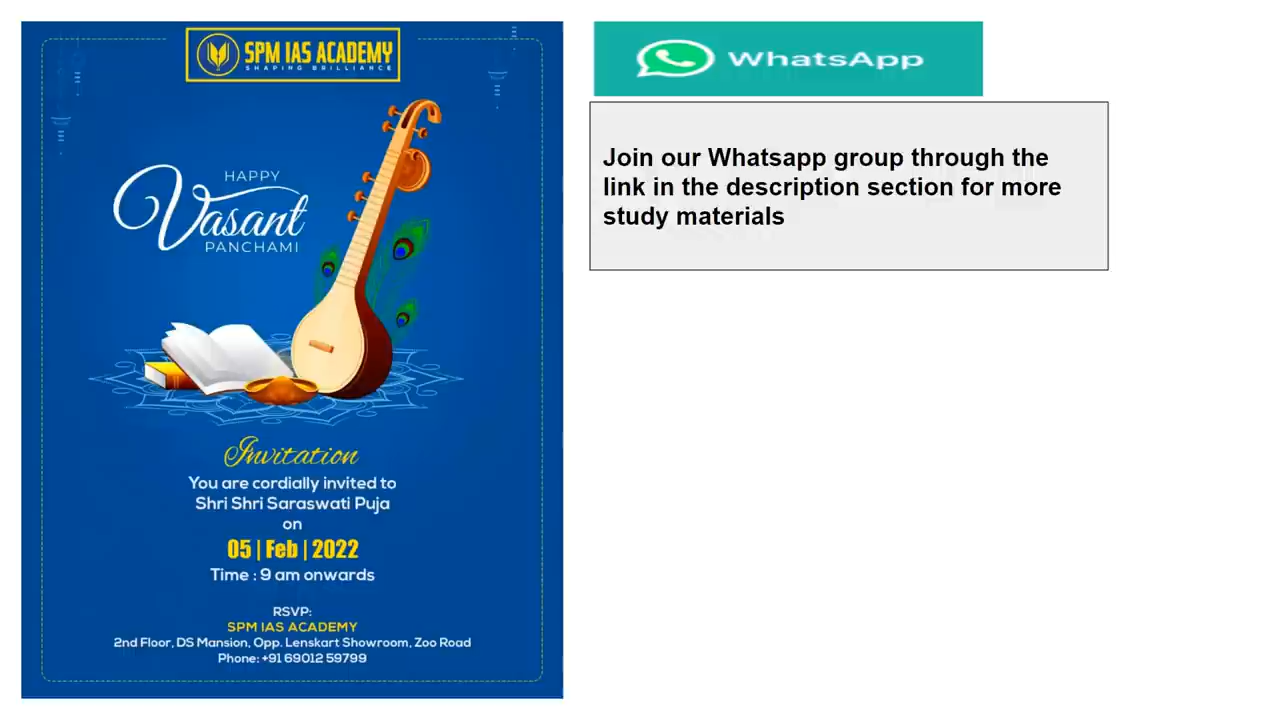 SPM IAS ACADEMY
SHAPING BRILLIANCE
HAPPY
Vasant
PANCHAMI
Invitation
You are cordially invited to
Shri Shri Saraswati Puja
on
05 | Feb | 2022
Time : 9 am onwards
RSVP:
SPM IAS ACADEMY
2nd Floor, DS Mansion, Opp. Lenskart Showroom, Zoo Road
Phone: +91 69012 59799
WhatsApp
Join our Whatsapp group through the
link in the description section for more
study materials